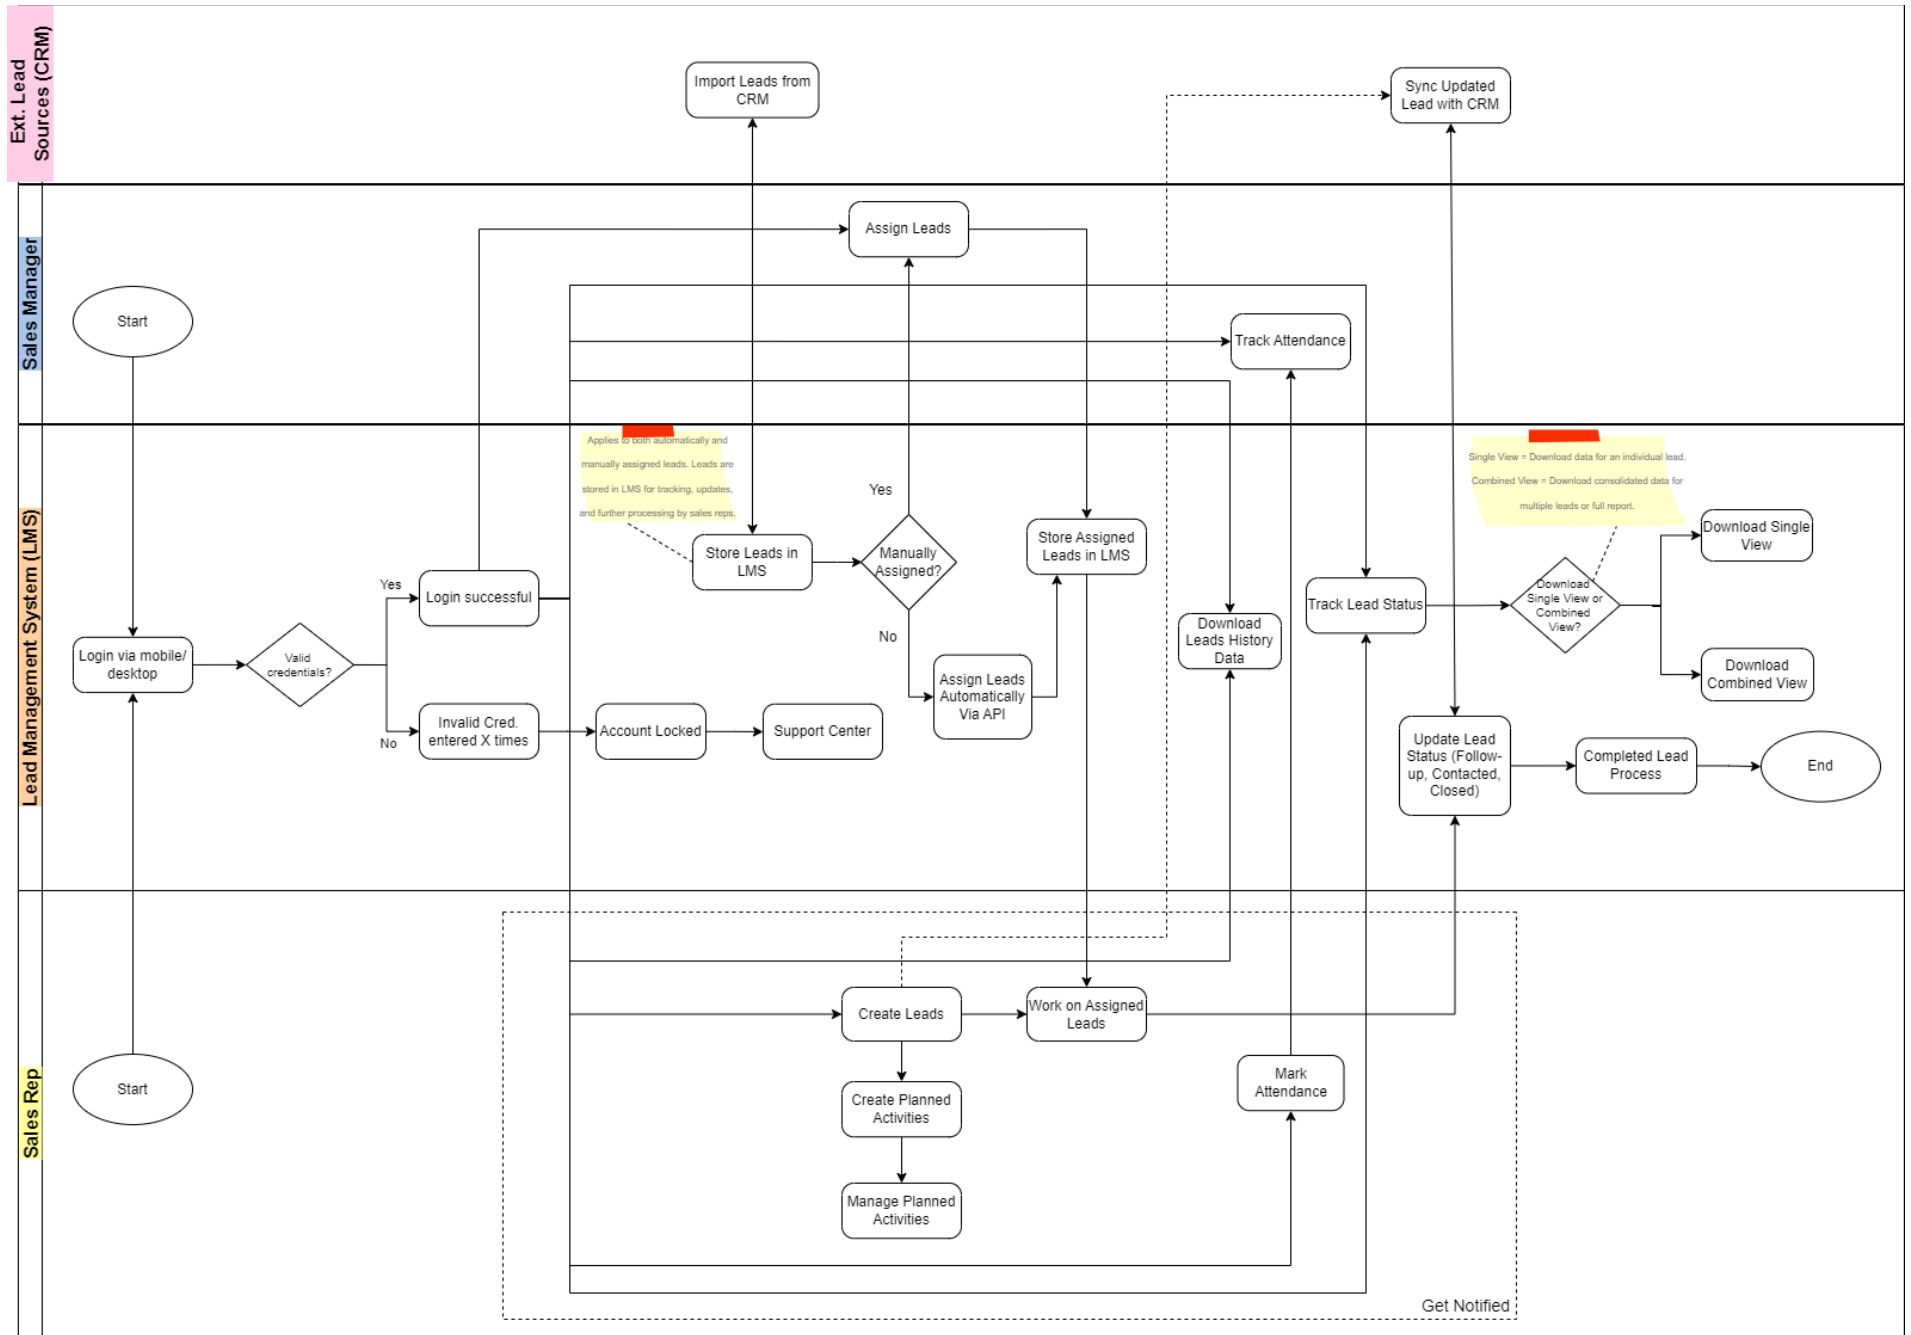 Ext. Lead
Sources (CRM)
Import Leads from
CRM
Sync Updated
Lead with CRM
Sales Manager
Start
Assign Leads
Track Attendance
Lead Management System (LMS)
Applies to both automatically and
manually assigned leads. Leads are
stored in LMS for tracking, updates,
and further processing by sales reps.
Single View = Download data for an individual lead.
Combined View = Download consolidated data for
multiple leads or full report.
Login via mobile/
desktop
Valid
credentials?
Yes
No
Login successful
Invalid Cred.
entered X times
Account Locked
Support Center
Store Leads in
LMS
Manually
Assigned?
Yes
No
Assign Leads
Automatically
Via API
Store Assigned
Leads in LMS
Download
Leads History
Data
Track Lead Status
Download
Single View or
Combined
View?
Download Single
View
Download
Combined View
Update Lead
Status (Follow-
up, Contacted,
Closed)
Completed Lead
Process
End
Sales Rep
Start
Create Leads
Work on Assigned
Leads
Create Planned
Activities
Manage Planned
Activities
Mark
Attendance
Get Notified